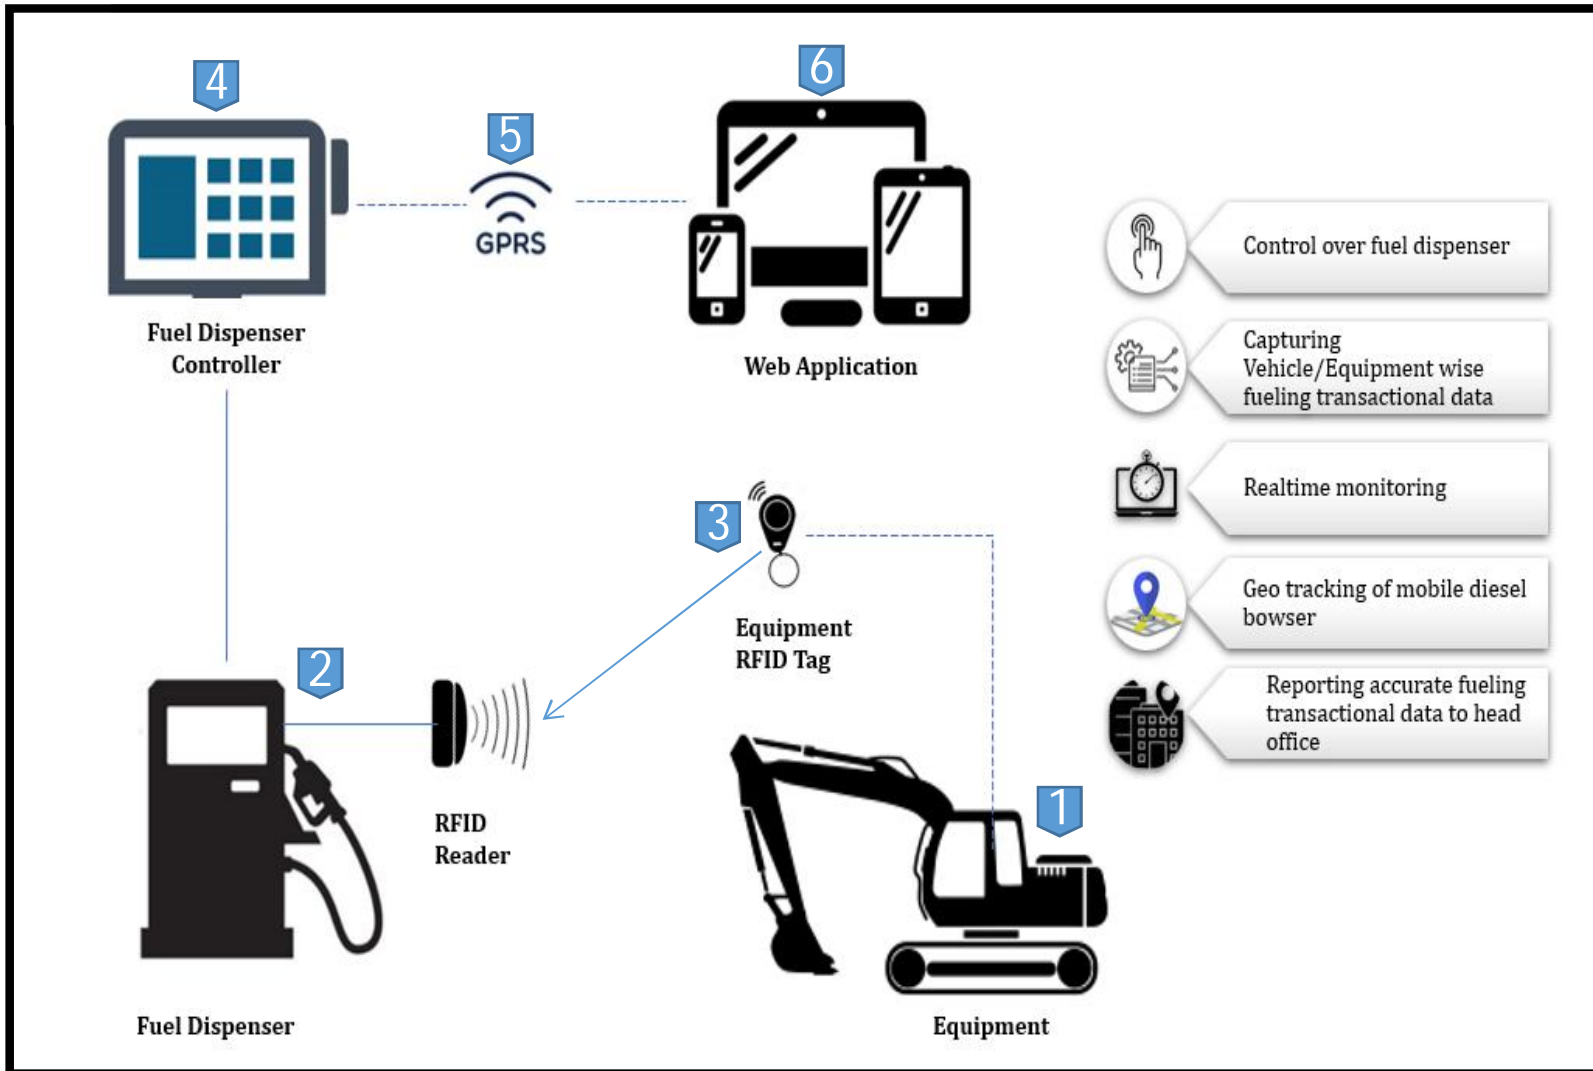 4
5
GPRS
6
Fuel Dispenser
Controller
Web Application
3
Equipment
RFID Tag
2
RFID
Reader
1
Fuel Dispenser
Equipment
Control over fuel dispenser
Capturing
Vehicle/Equipment wise
fueling transactional data
Realtime monitoring
Geo tracking of mobile diesel
bowser
Reporting accurate fueling
transactional data to head
office